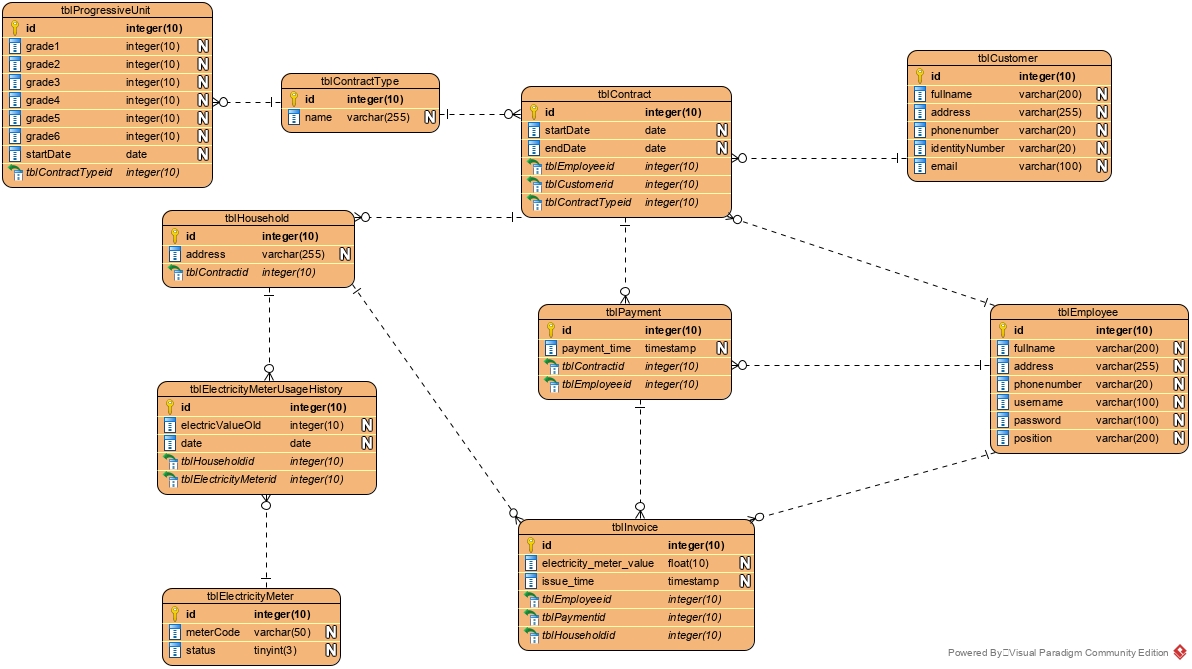 tblProgressiveUnit
id integer(10)
grade1 integer(10) N
grade2 integer(10) N
grade3 integer(10) N
grade4 integer(10) N
grade5 integer(10) N
grade6 integer(10) N
startDate date N
tblContractTypeid integer(10)
tblContractType
id integer(10)
name varchar(255) N
tblContract
id integer(10)
startDate date N
endDate date N
tblEmployeeid integer(10)
tblCustomerid integer(10)
tblContractTypeid integer(10)
tblCustomer
id integer(10)
fullname varchar(200) N
address varchar(255) N
phonenumber varchar(20) N
identityNumber varchar(20) N
email varchar(100) N
tblHousehold
id integer(10)
address varchar(255) N
tblContractid integer(10)
tblPayment
id integer(10)
payment_time timestamp N
tblContractid integer(10)
tblEmployeeid integer(10)
tblEmployee
id integer(10)
fullname varchar(200) N
address varchar(255) N
phonenumber varchar(20) N
username varchar(100) N
password varchar(100) N
position varchar(200) N
tblElectricityMeterUsageHistory
id integer(10)
electricValueOld integer(10) N
date date N
tblHouseholdid integer(10)
tblElectricityMeterid integer(10)
tblInvoice
id integer(10)
electricity_meter_value float(10) N
issue_time timestamp N
tblEmployeeid integer(10)
tblPaymentid integer(10)
tblHouseholdid integer(10)
tblElectricityMeter
id integer(10)
meterCode varchar(50) N
status tinyint(3) N
Powered By Visual Paradigm Community Edition